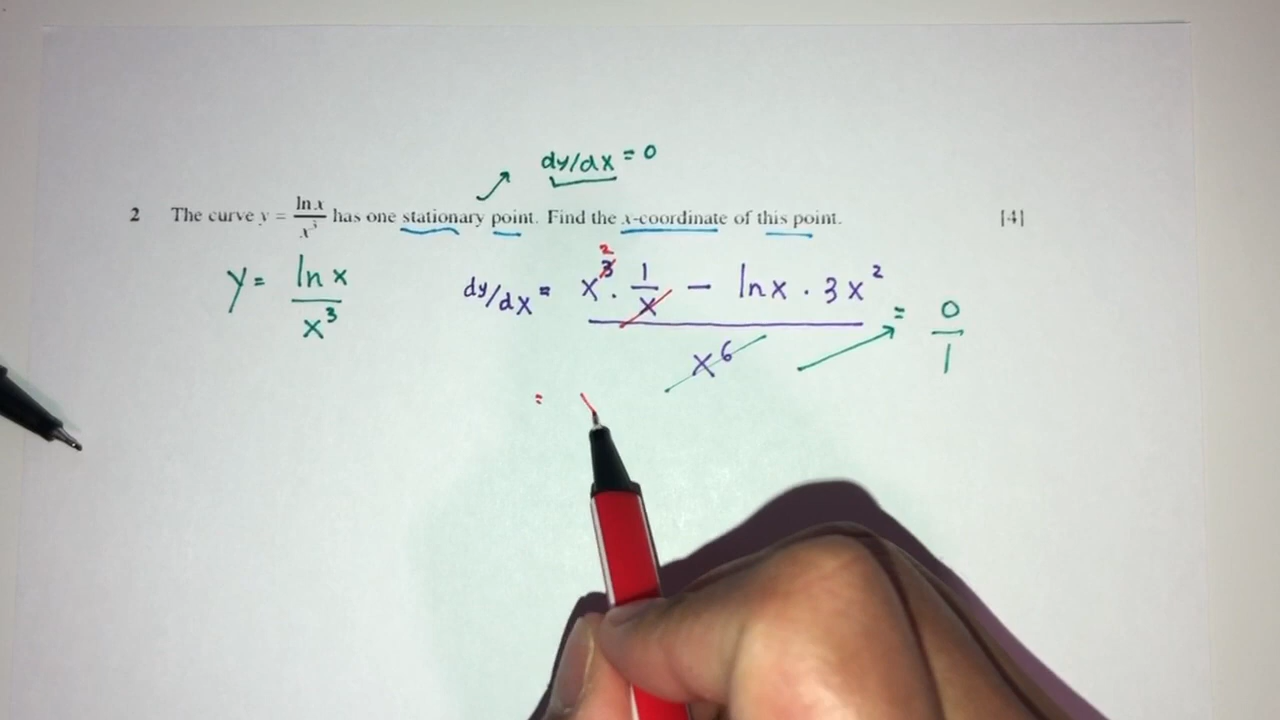 dy/dx = 0
2 The curve y = ln x / x³ has one stationary point. Find the x-coordinate of this point. [4]
y = ln x / x³
dy/dx = x³ 2 · 1/x − ln x · 3x² / x⁶ = 0/1
=